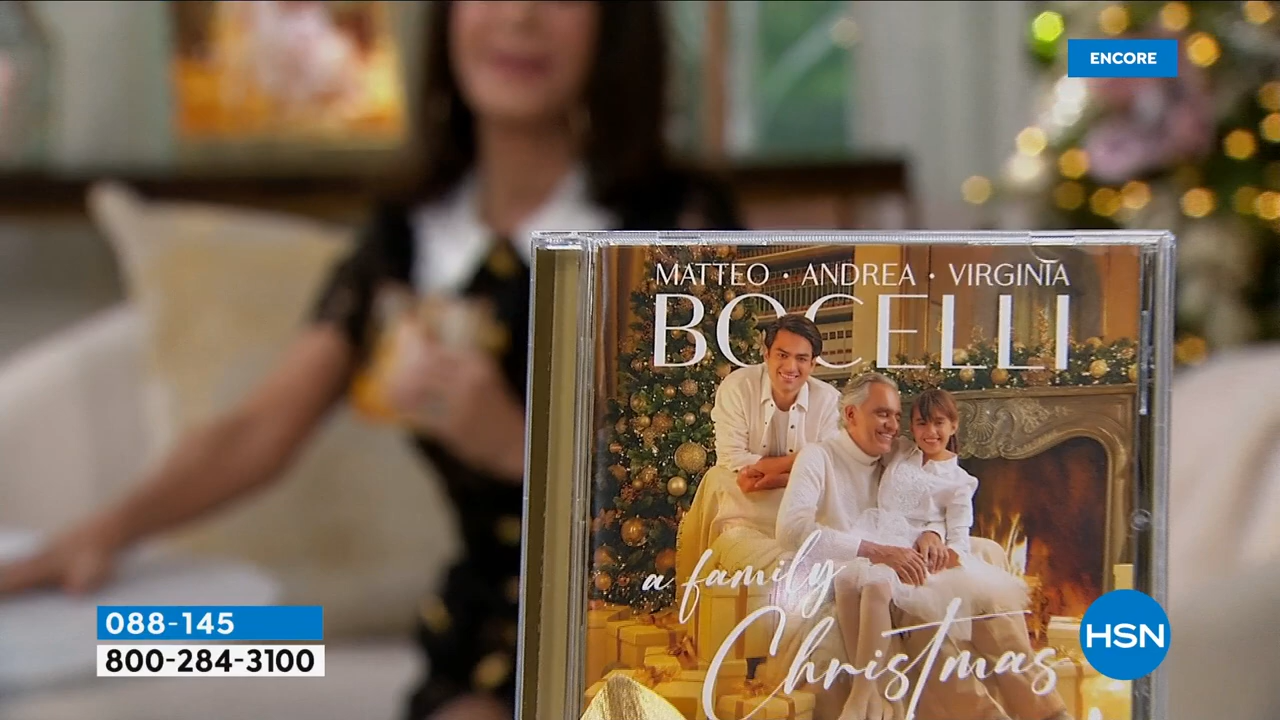 ENCORE
MATTEO · ANDREA · VIRGINIA
BOCELLI
a family
Christmas
088-145
800-284-3100
HSN